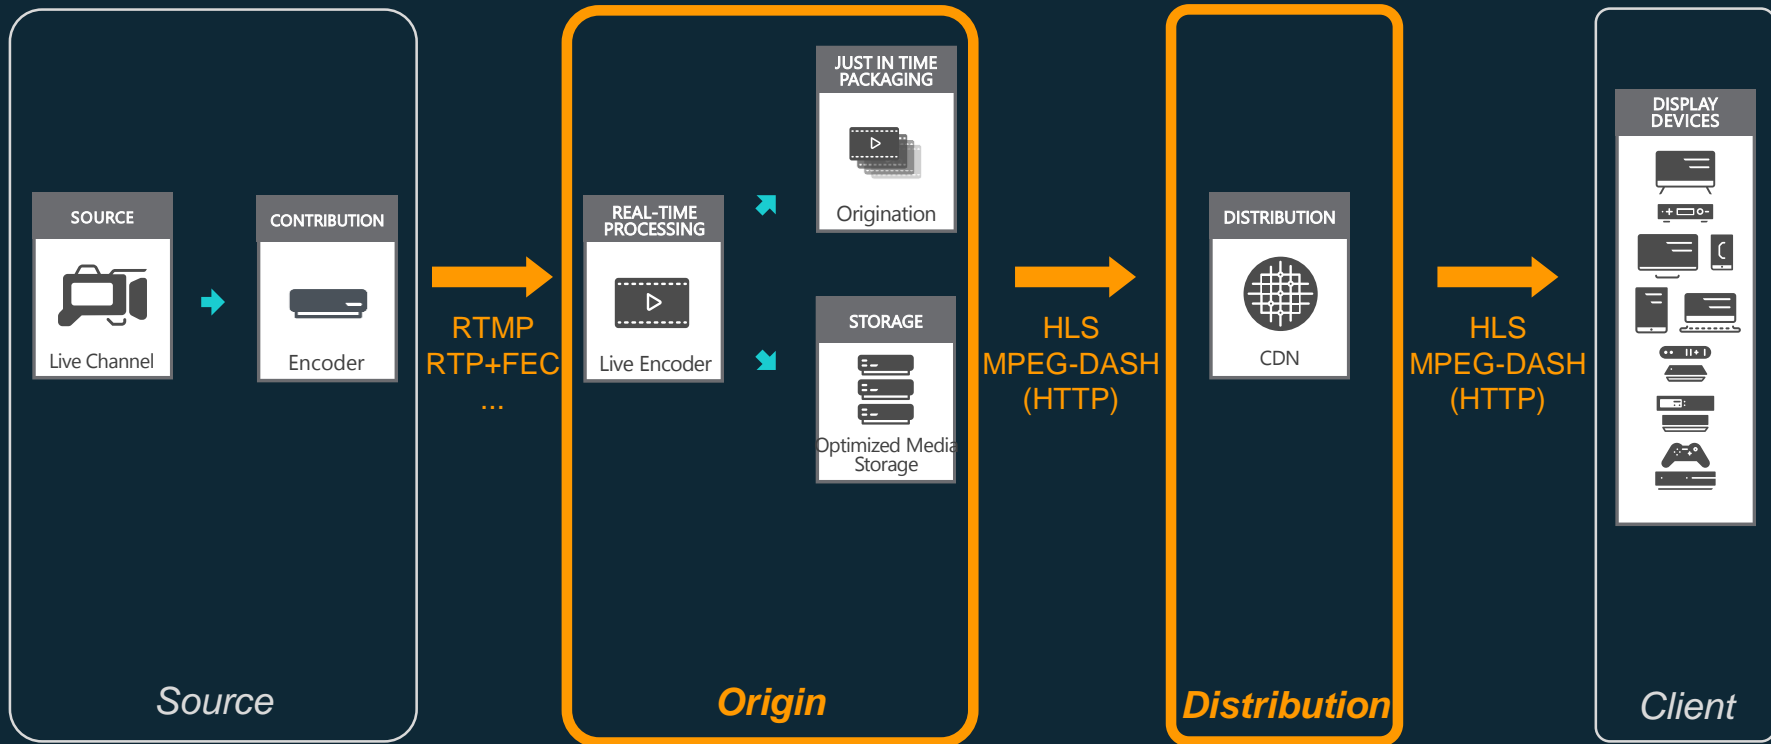 SOURCE
Live Channel
CONTRIBUTION
Encoder
Source
RTMP
RTP+FEC
...
REAL-TIME
PROCESSING
Live Encoder
JUST IN TIME
PACKAGING
Origination
STORAGE
Optimized Media
Storage
Origin
HLS
MPEG-DASH
(HTTP)
DISTRIBUTION
CDN
Distribution
HLS
MPEG-DASH
(HTTP)
DISPLAY
DEVICES
Client